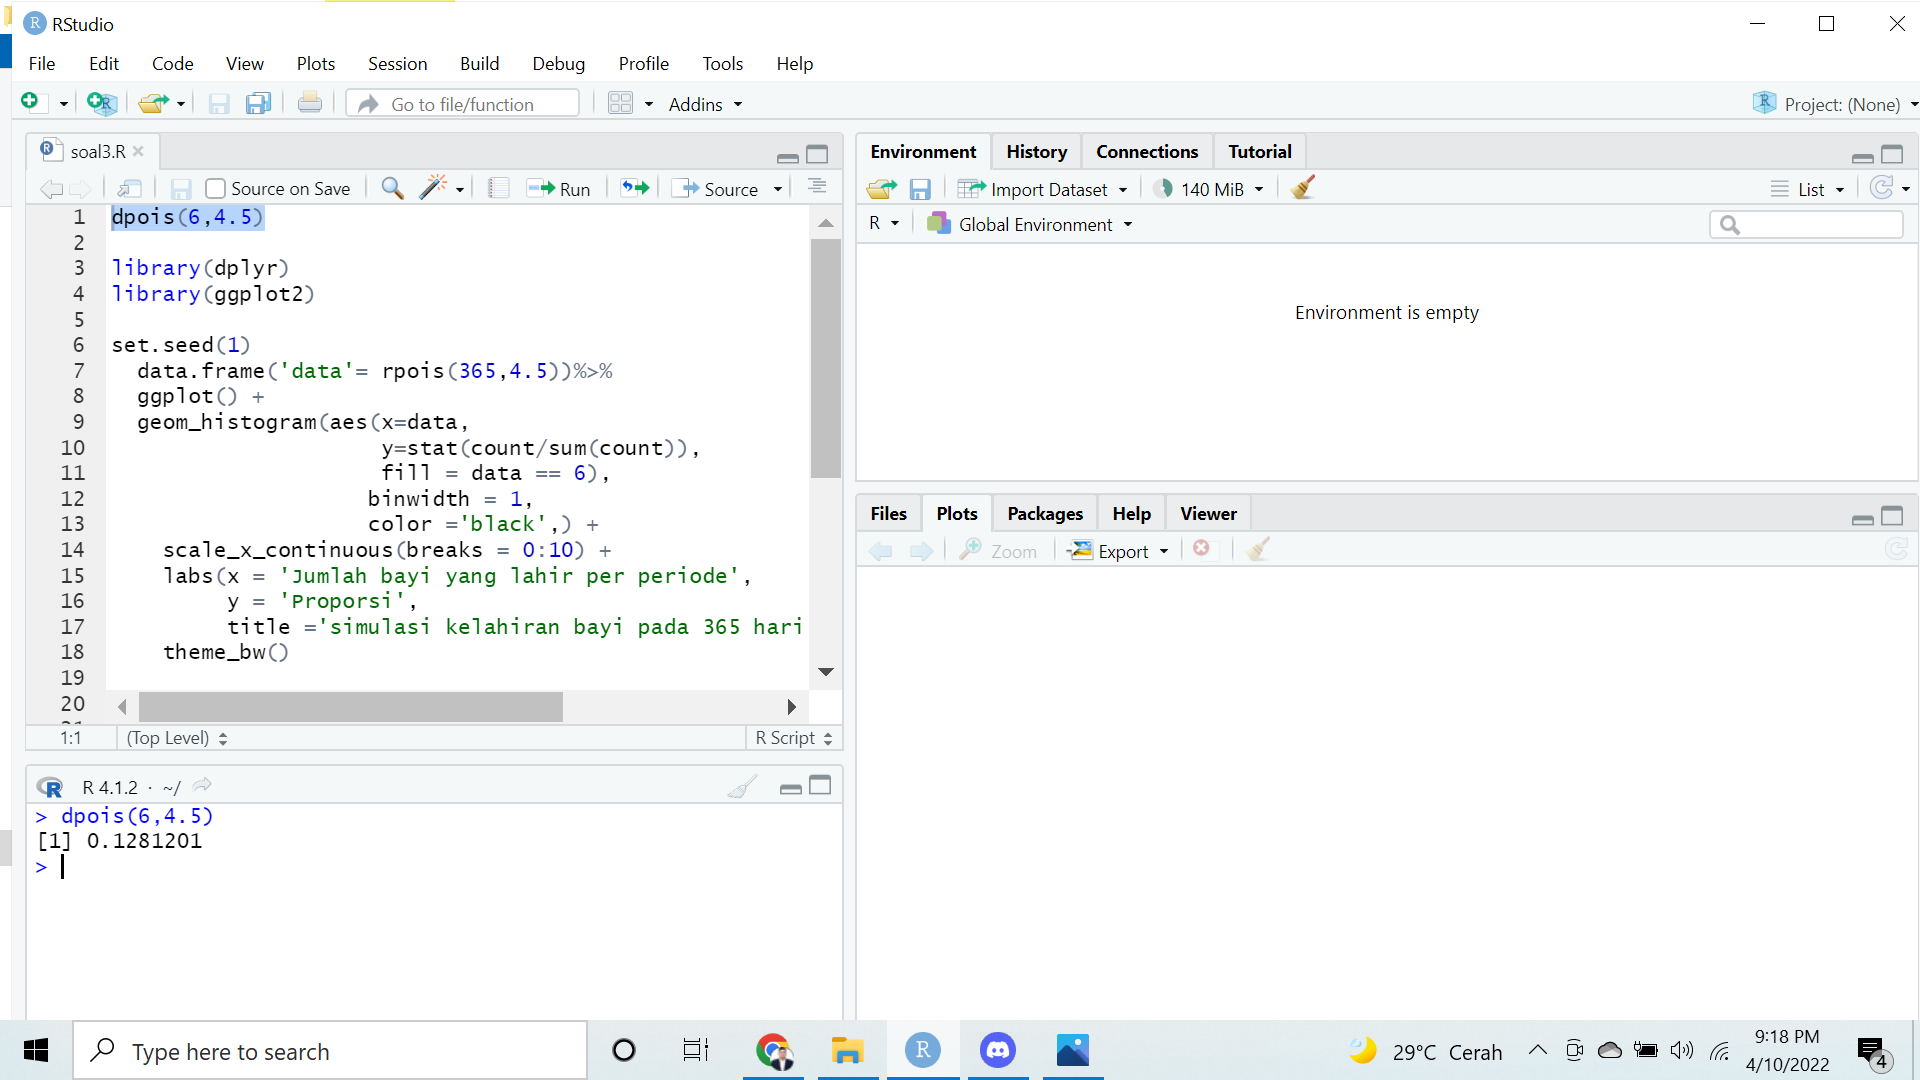 RStudio
File Edit Code View Plots Session Build Debug Profile Tools Help
Go to file/function Addins Project: (None)
soal3.R
Source on Save Run Source
1 dpois(6,4.5)
2
3 library(dplyr)
4 library(ggplot2)
5
6 set.seed(1)
7 data.frame('data'= rpois(365,4.5))%>%
8 ggplot() +
9 geom_histogram(aes(x=data,
10 y=stat(count/sum(count)),
11 fill = data == 6),
12 binwidth = 1,
13 color ='black',) +
14 scale_x_continuous(breaks = 0:10) +
15 labs(x = 'Jumlah bayi yang lahir per periode',
16 y = 'Proporsi',
17 title ='simulasi kelahiran bayi pada 365 hari
18 theme_bw()
19
20
1:1 (Top Level) R Script
R 4.1.2 · ~/
> dpois(6,4.5)
[1] 0.1281201
>
Environment History Connections Tutorial
Import Dataset 140 MiB List
R Global Environment
Environment is empty
Files Plots Packages Help Viewer
Zoom Export
Type here to search
R
29°C Cerah
9:18 PM
4/10/2022
4